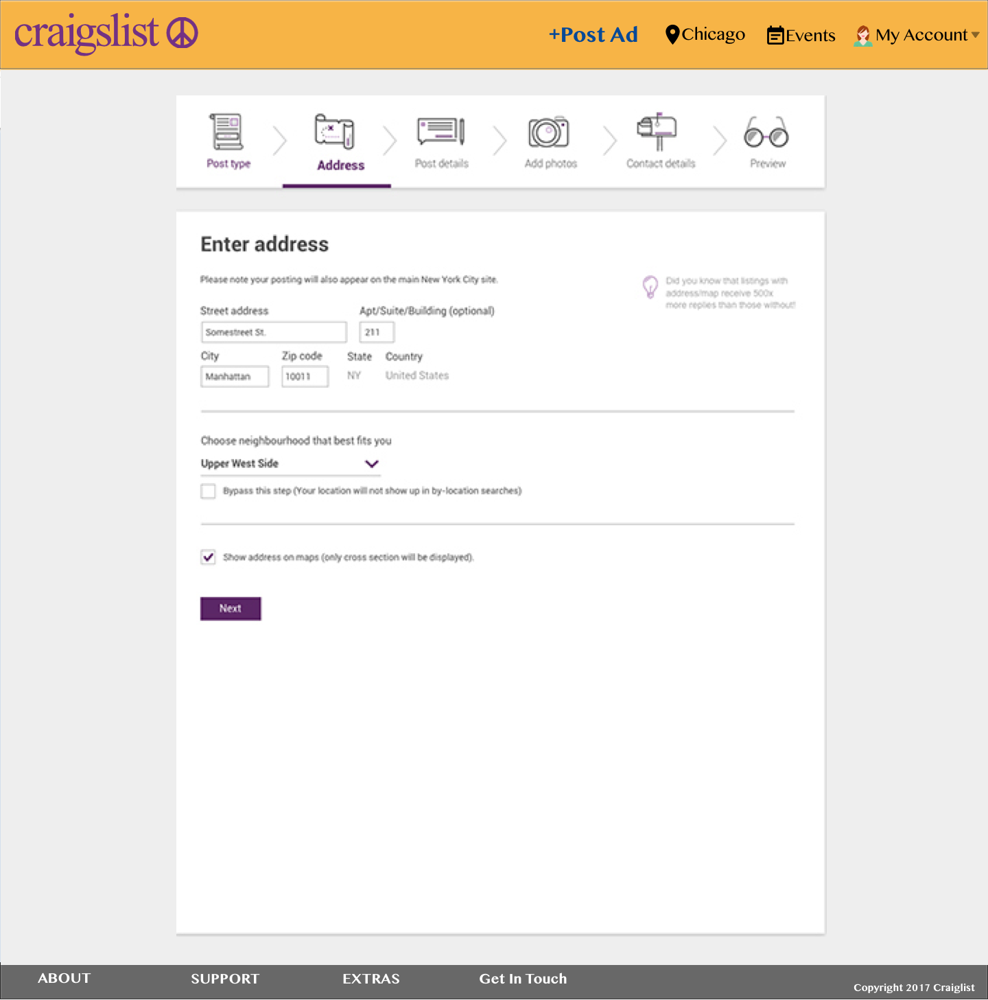 craigslist
+Post Ad
Chicago
Events
My Account
Post type
Address
Post details
Add photos
Contact details
Preview
Enter address
Please note your posting will also appear on the main New York City site.
Did you know that listings with
address/map receive 500x
more replies than those without!
Street address
Apt/Suite/Building (optional)
Somestreet St.
211
City
Zip code
State
Country
Manhattan
10011
NY
United States
Choose neighbourhood that best fits you
Upper West Side
Bypass this step (Your location will not show up in by-location searches)
Show address on maps (only cross section will be displayed).
Next
ABOUT
SUPPORT
EXTRAS
Get In Touch
Copyright 2017 Craiglist